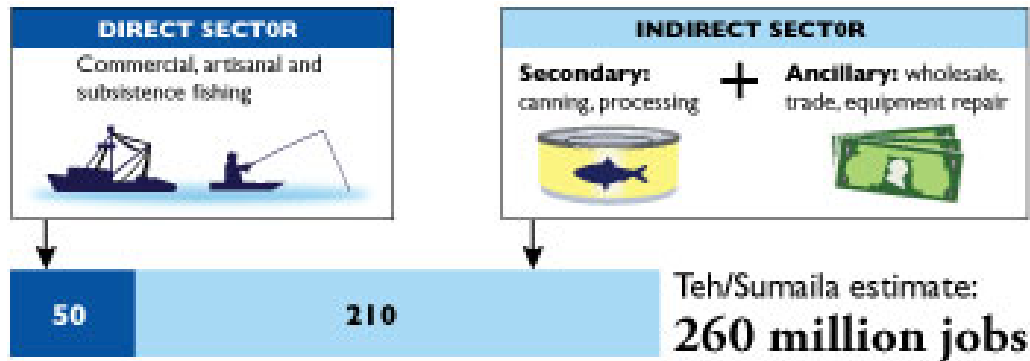 DIRECT SECTOR
Commercial, artisanal and
subsistence fishing
INDIRECT SECTOR
Secondary:
canning, processing
+
Ancillary: wholesale,
trade, equipment repair
50
210
Teh/Sumaila estimate:
260 million jobs